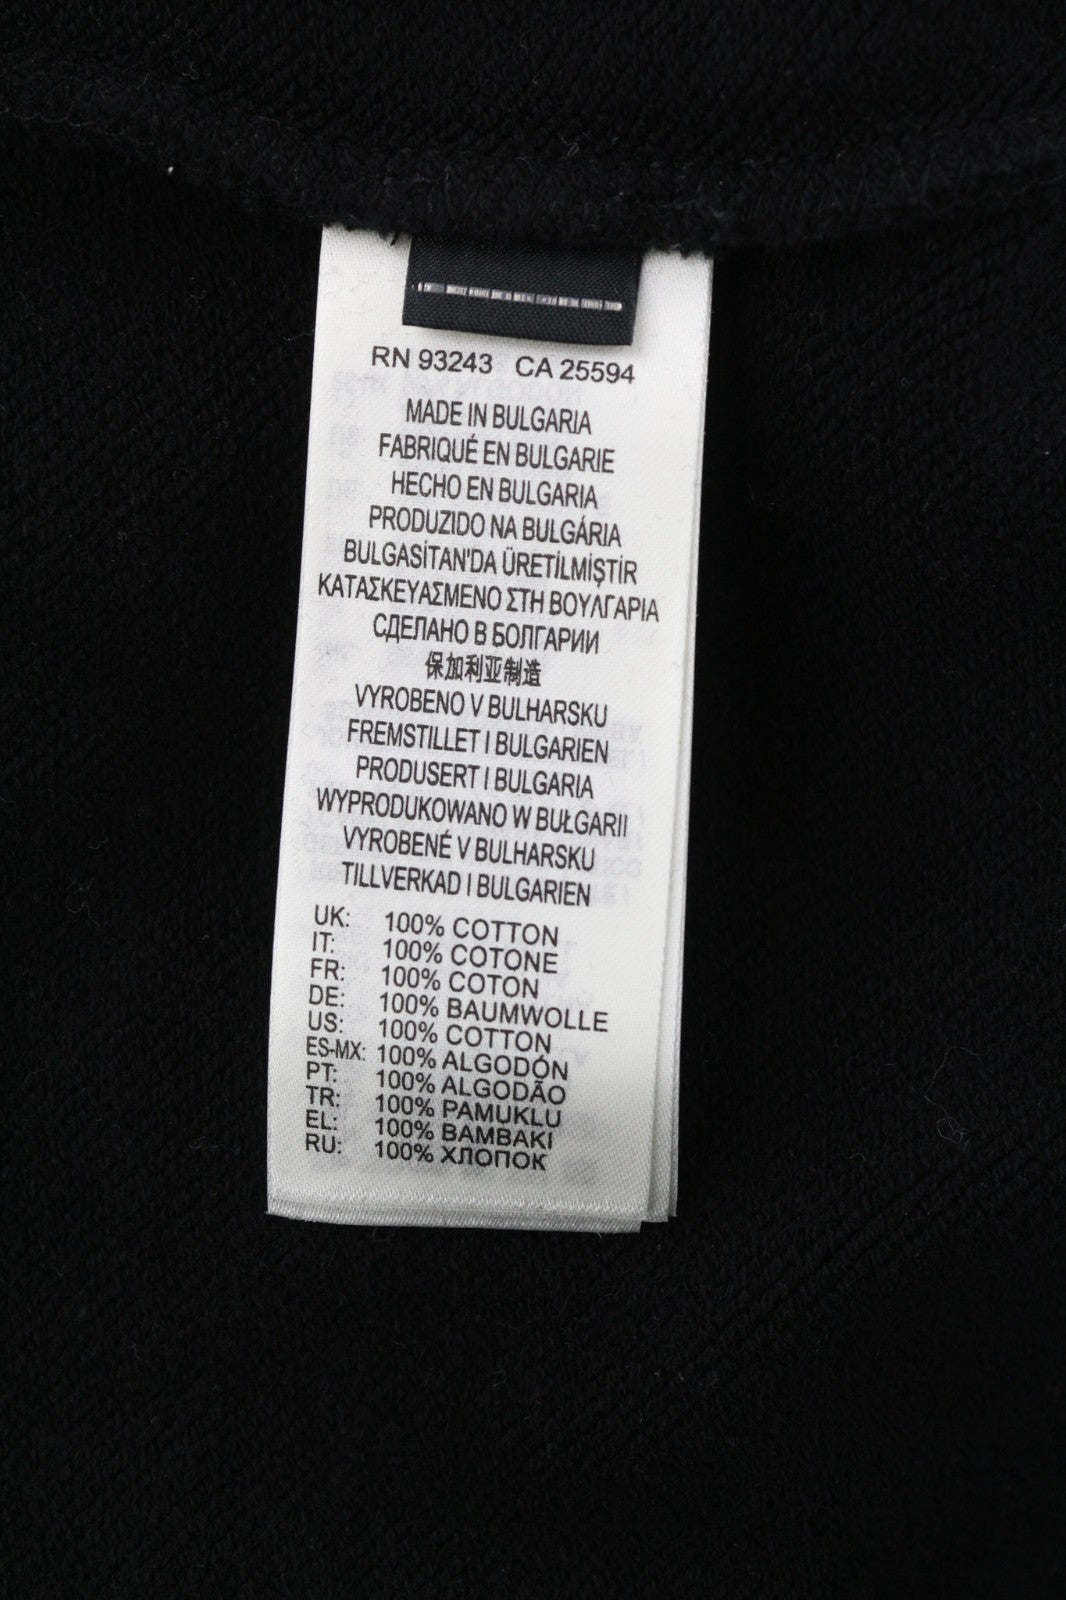 RN 93243 CA 25594
MADE IN BULGARIA
FABRIQUÉ EN BULGARIE
HECHO EN BULGARIA
PRODUZIDO NA BULGÁRIA
BULGASİTAN'DA ÜRETİLMİŞTİR
ΚΑΤΑΣΚΕΥΑΣΜΕΝΟ ΣΤΗ ΒΟΥΛΓΑΡΙΑ
СДЕЛАНО В БОЛГАРИИ
保加利亚制造
VYROBENO V BULHARSKU
FREMSTILLET I BULGARIEN
PRODUSERT I BULGARIA
WYPRODUKOWANO W BUŁGARII
VYROBENÉ V BULHARSKU
TILLVERKAD I BULGARIEN
UK: 100% COTTON
IT: 100% COTONE
FR: 100% COTON
DE: 100% BAUMWOLLE
US: 100% COTTON
ES-MX: 100% ALGODÓN
PT: 100% ALGODÃO
TR: 100% PAMUKLU
EL: 100% ΒΑΜΒΑΚΙ
RU: 100% ХЛОПОК